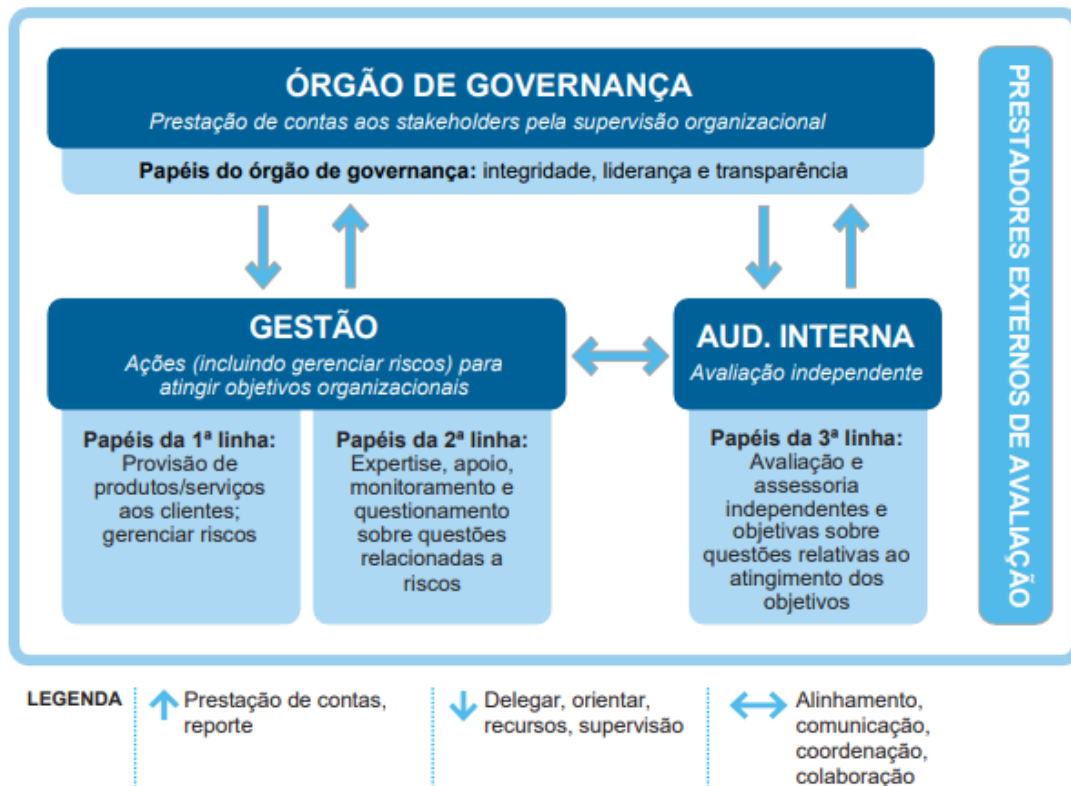 ÓRGÃO DE GOVERNANÇA
Prestação de contas aos stakeholders pela supervisão organizacional
Papéis do órgão de governança: integridade, liderança e transparência
GESTÃO
Ações (incluindo gerenciar riscos) para
atingir objetivos organizacionais
Papéis da 1ª linha:
Provisão de
produtos/serviços
aos clientes;
gerenciar riscos
Papéis da 2ª linha:
Expertise, apoio,
monitoramento e
questionamento
sobre questões
relacionadas a
riscos
AUD. INTERNA
Avaliação independente
Papéis da 3ª linha:
Avaliação e
assessoria
independentes e
objetivas sobre
questões relativas ao
atingimento dos
objetivos
PRESTADORES EXTERNOS DE AVALIAÇÃO
LEGENDA
Prestação de contas,
reporte
Delegar, orientar,
recursos, supervisão
Alinhamento,
comunicação,
coordenação,
colaboração